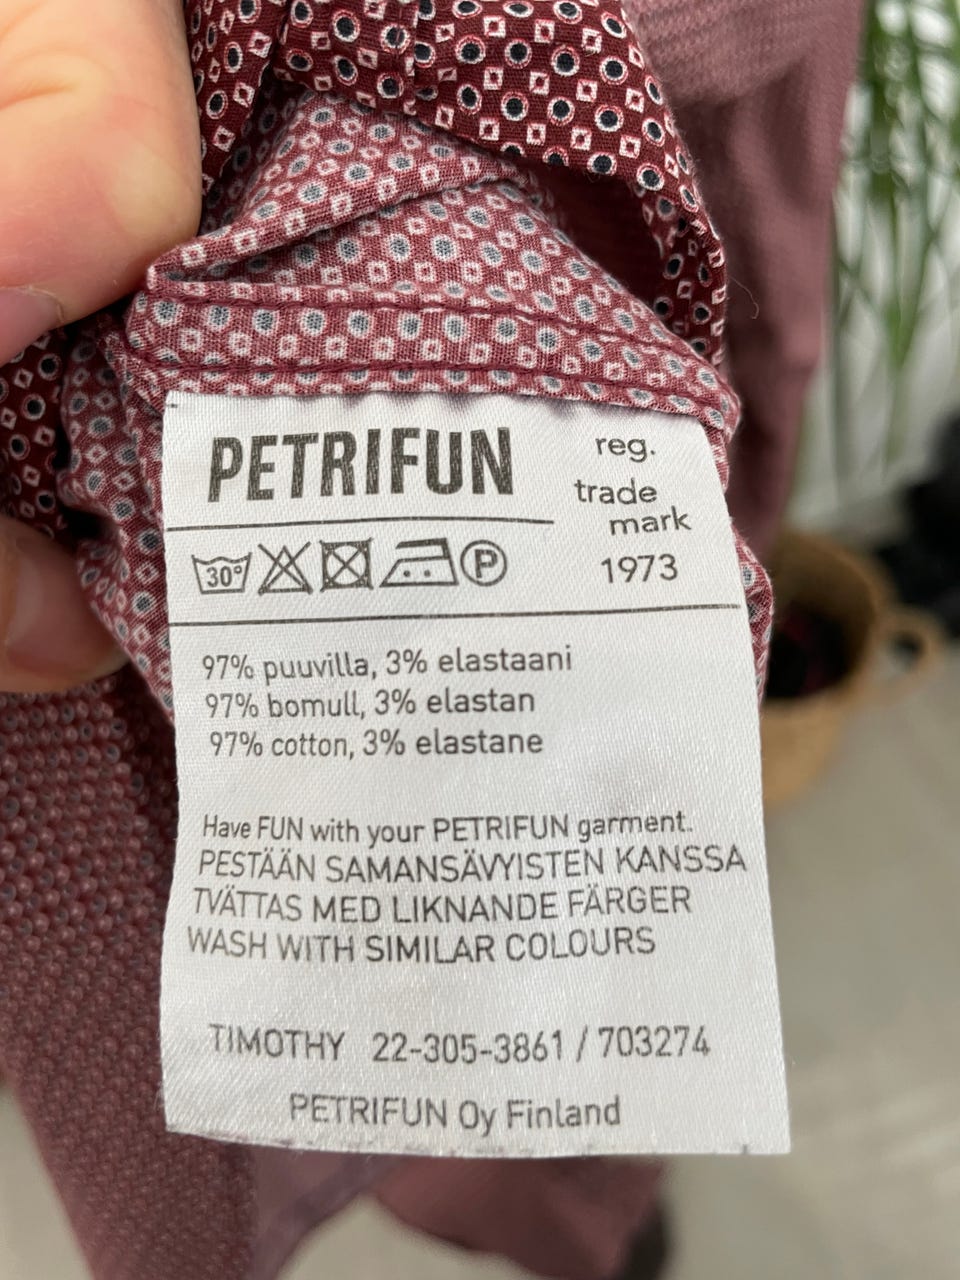 PETRIFUN
reg.
trade
mark
1973
30°
P
97% puuvilla, 3% elastaani
97% bomull, 3% elastan
97% cotton, 3% elastane
Have FUN with your PETRIFUN garment.
PESTÄÄN SAMANSÄVYISTEN KANSSA
TVÄTTAS MED LIKNANDE FÄRGER
WASH WITH SIMILAR COLOURS
TIMOTHY 22-305-3861 / 703274
PETRIFUN Oy Finland